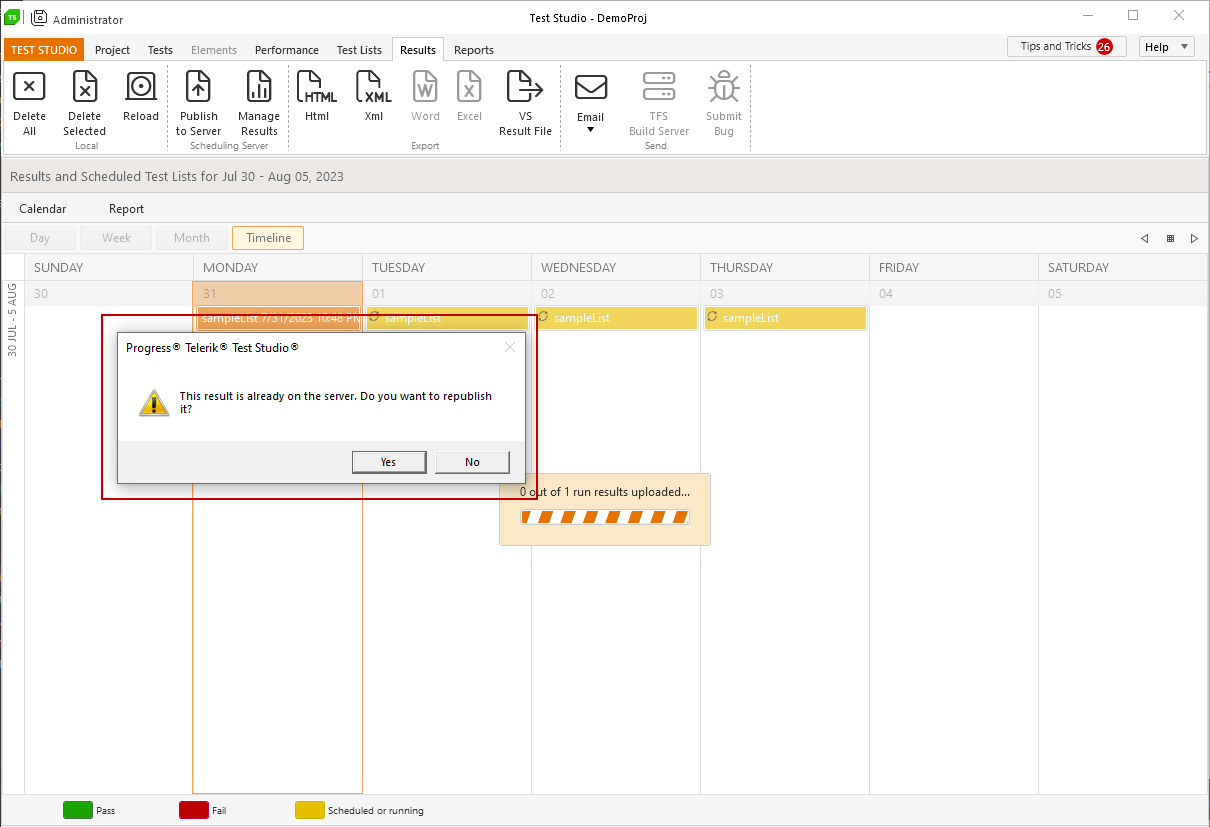 TS
Administrator
Test Studio - DemoProj
TEST STUDIO
Project
Tests
Elements
Performance
Test Lists
Results
Reports
Tips and Tricks 26
Help
Delete
All
Delete
Selected
Reload
Local
Publish
to Server
Manage
Results
Scheduling Server
HTML
Html
XML
Xml
W
Word
X
Excel
VS
Result File
Export
Email
TFS
Build Server
Submit
Bug
Send
Results and Scheduled Test Lists for Jul 30 - Aug 05, 2023
Calendar
Report
Day
Week
Month
Timeline
SUNDAY
MONDAY
TUESDAY
WEDNESDAY
THURSDAY
FRIDAY
SATURDAY
30 JUL - 5 AUG
30
31
01
02
03
04
05
sampleList 7/31/2023 10:48 PM
sampleList
sampleList
sampleList
Progress® Telerik® Test Studio®
This result is already on the server. Do you want to republish
it?
Yes
No
0 out of 1 run results uploaded...
Pass
Fail
Scheduled or running